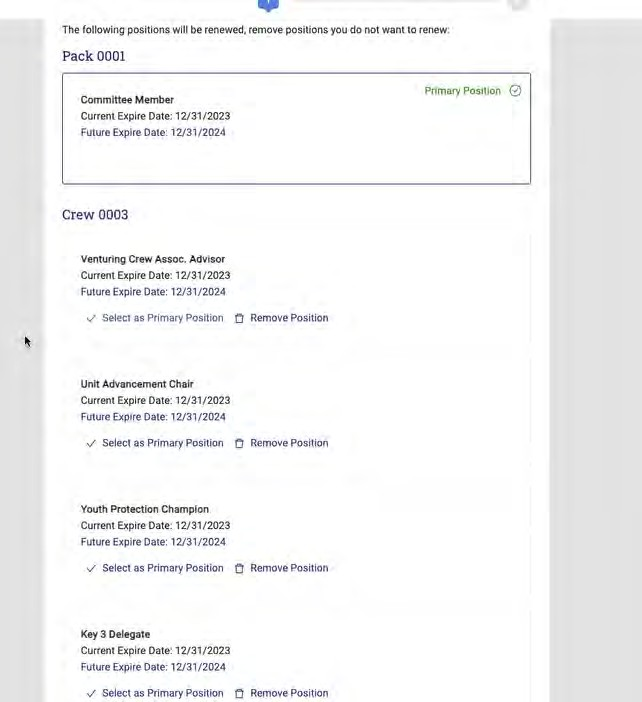 The following positions will be renewed, remove positions you do not want to renew:
Pack 0001
Primary Position
Committee Member
Current Expire Date: 12/31/2023
Future Expire Date: 12/31/2024
Crew 0003
Venturing Crew Assoc. Advisor
Current Expire Date: 12/31/2023
Future Expire Date: 12/31/2024
Select as Primary Position Remove Position
Unit Advancement Chair
Current Expire Date: 12/31/2023
Future Expire Date: 12/31/2024
Select as Primary Position Remove Position
Youth Protection Champion
Current Expire Date: 12/31/2023
Future Expire Date: 12/31/2024
Select as Primary Position Remove Position
Key 3 Delegate
Current Expire Date: 12/31/2023
Future Expire Date: 12/31/2024
Select as Primary Position Remove Position